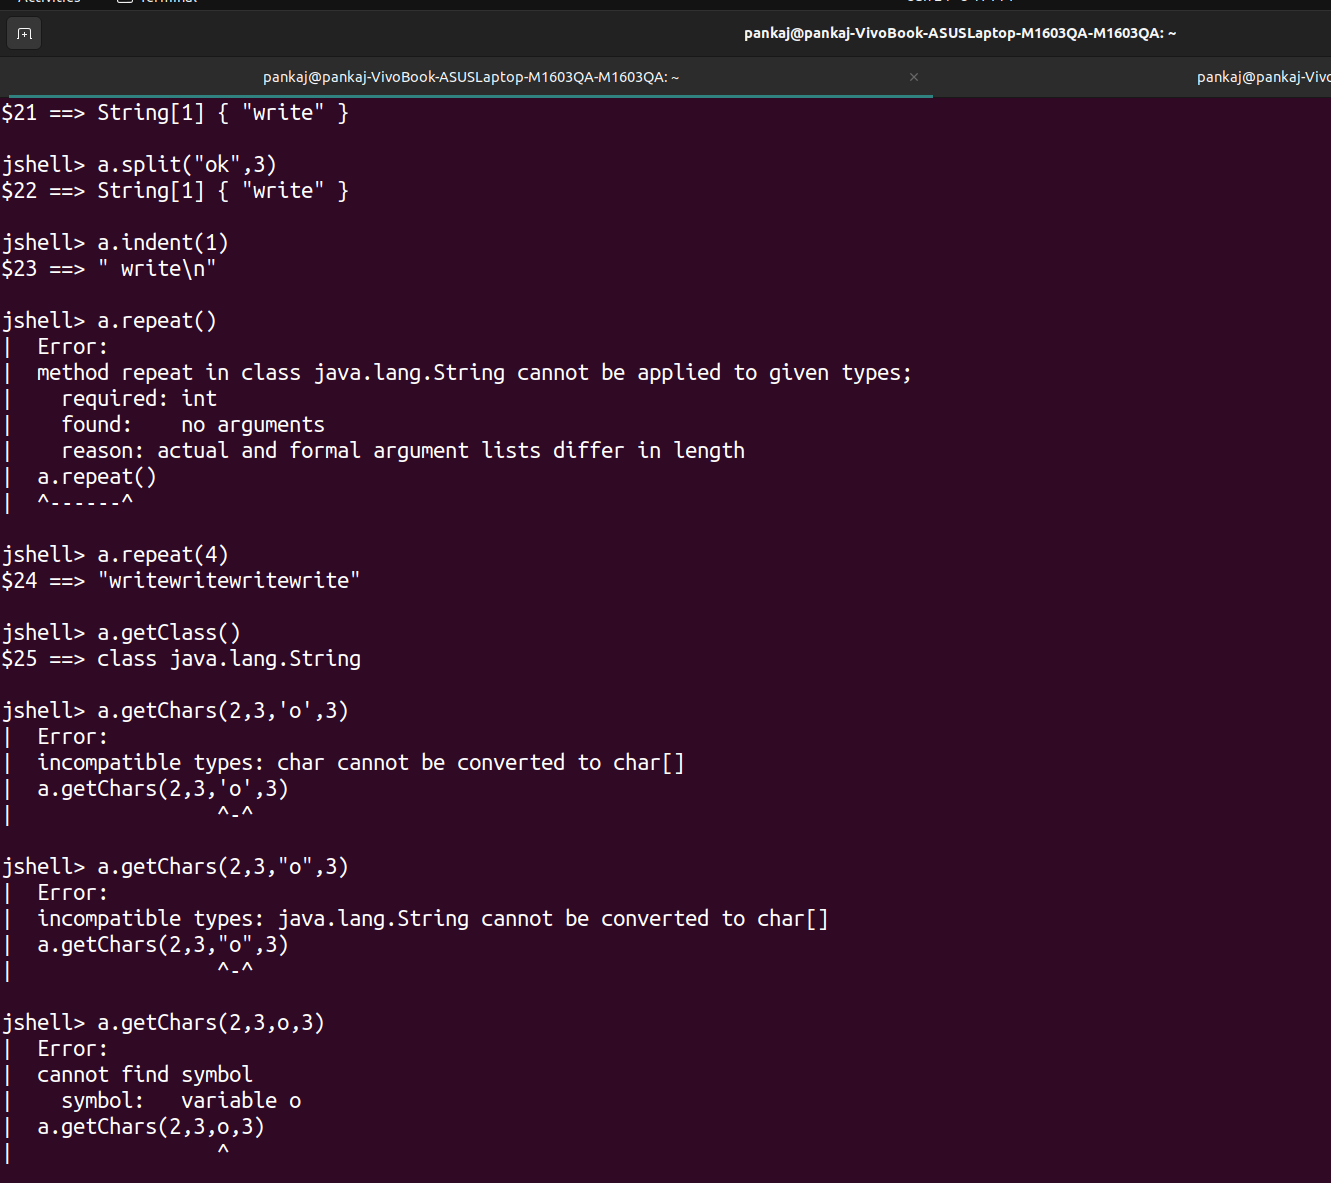 pankaj@pankaj-VivoBook-ASUSLaptop-M1603QA-M1603QA: ~
pankaj@pankaj-VivoBook-ASUSLaptop-M1603QA-M1603QA: ~ ×
$21 ==> String[1] { "write" }
jshell> a.split("ok",3)
$22 ==> String[1] { "write" }
jshell> a.indent(1)
$23 ==> " write\n"
jshell> a.repeat()
|  Error:
|  method repeat in class java.lang.String cannot be applied to given types;
|    required: int
|    found:    no arguments
|    reason: actual and formal argument lists differ in length
|  a.repeat()
|  ^------^
jshell> a.repeat(4)
$24 ==> "writewritewritewrite"
jshell> a.getClass()
$25 ==> class java.lang.String
jshell> a.getChars(2,3,'o',3)
|  Error:
|  incompatible types: char cannot be converted to char[]
|  a.getChars(2,3,'o',3)
|                 ^-^
jshell> a.getChars(2,3,"o",3)
|  Error:
|  incompatible types: java.lang.String cannot be converted to char[]
|  a.getChars(2,3,"o",3)
|                 ^-^
jshell> a.getChars(2,3,o,3)
|  Error:
|  cannot find symbol
|    symbol:   variable o
|  a.getChars(2,3,o,3)
|                 ^